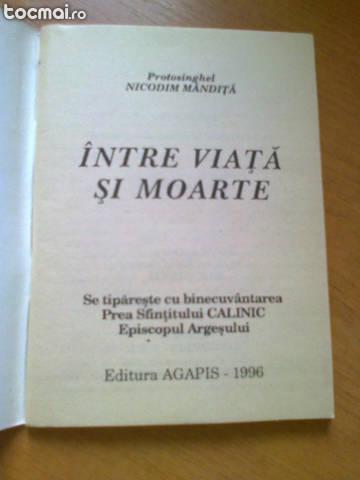 tocmai.ro
Protosinghel
NICODIM MĂNDIȚĂ
ÎNTRE VIAȚĂ
ȘI MOARTE
Se tipărește cu binecuvântarea
Prea Sfințitului CALINIC
Episcopul Argeșului
Editura AGAPIS - 1996